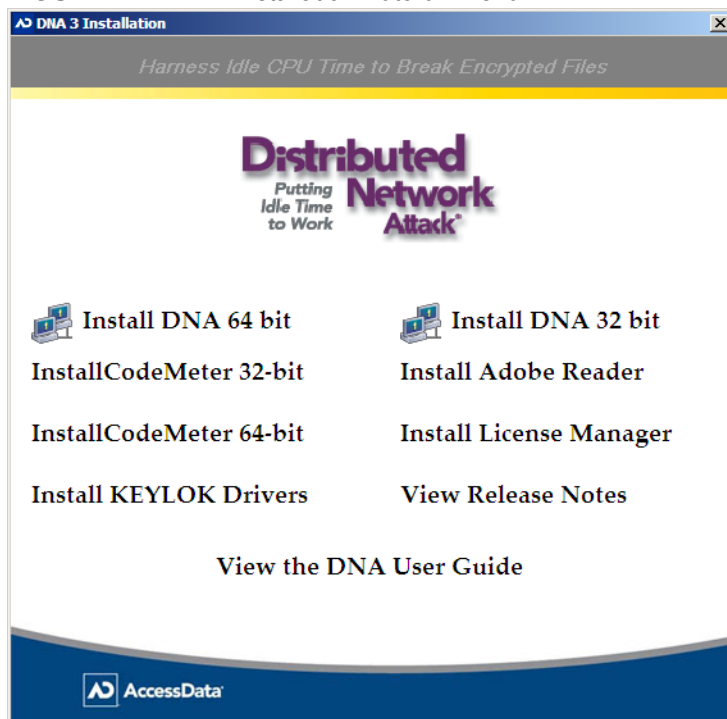 DNA 3 Installation
Harness Idle CPU Time to Break Encrypted Files
Distributed
Putting Network
Idle Time
to Work Attack®
Install DNA 64 bit
Install DNA 32 bit
InstallCodeMeter 32-bit
Install Adobe Reader
InstallCodeMeter 64-bit
Install License Manager
Install KEYLOK Drivers
View Release Notes
View the DNA User Guide
AccessData